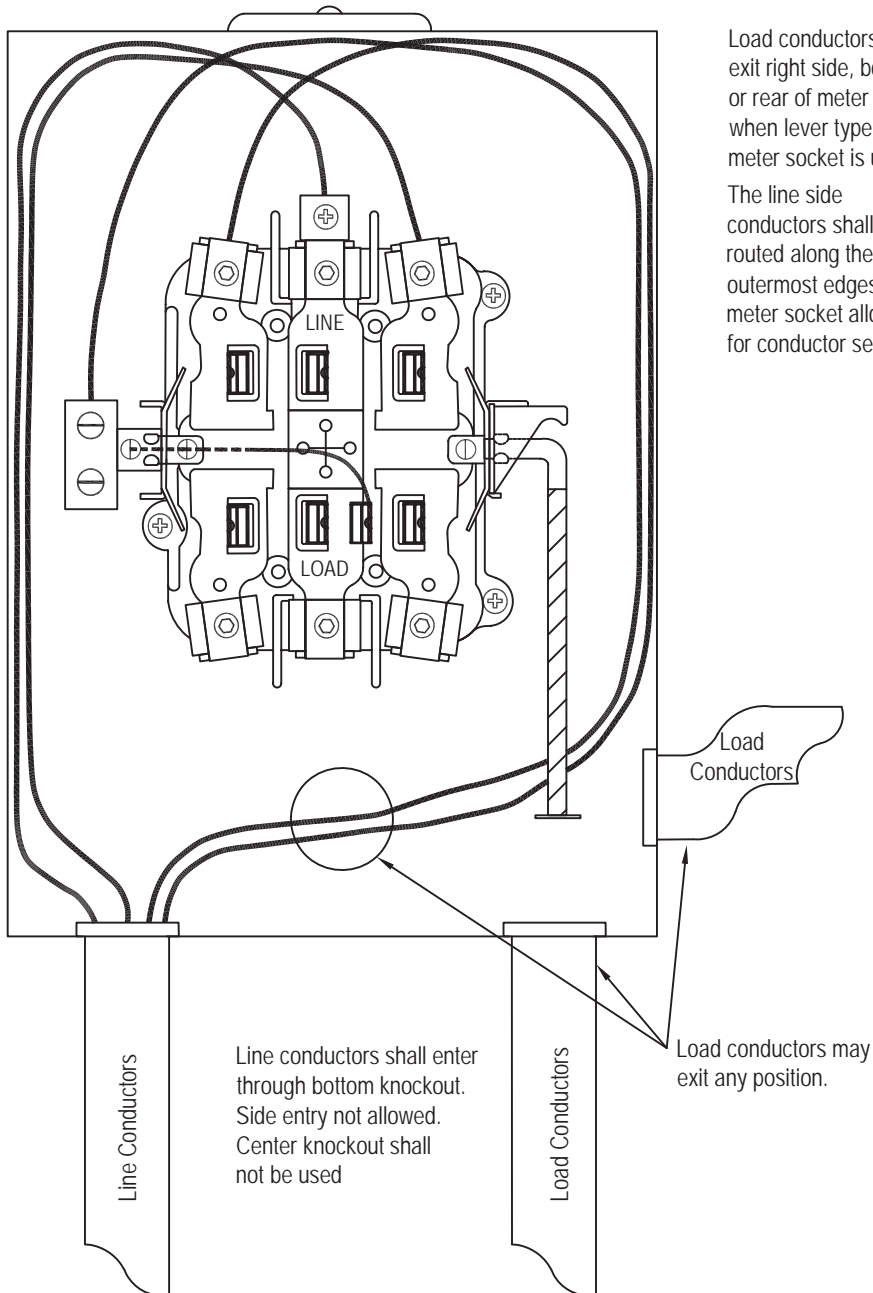 Load conductors
exit right side, b
or rear of meter
when lever type
meter socket is
The line side
conductors shall
routed along the
outermost edges
meter socket
for conductor
LINE
LOAD
Load
Conductors
Load conductors may
exit any position.
Line conductors shall enter
through bottom knockout.
Side entry not allowed.
Center knockout shall
not be used
Line Conductors
Load Conductors